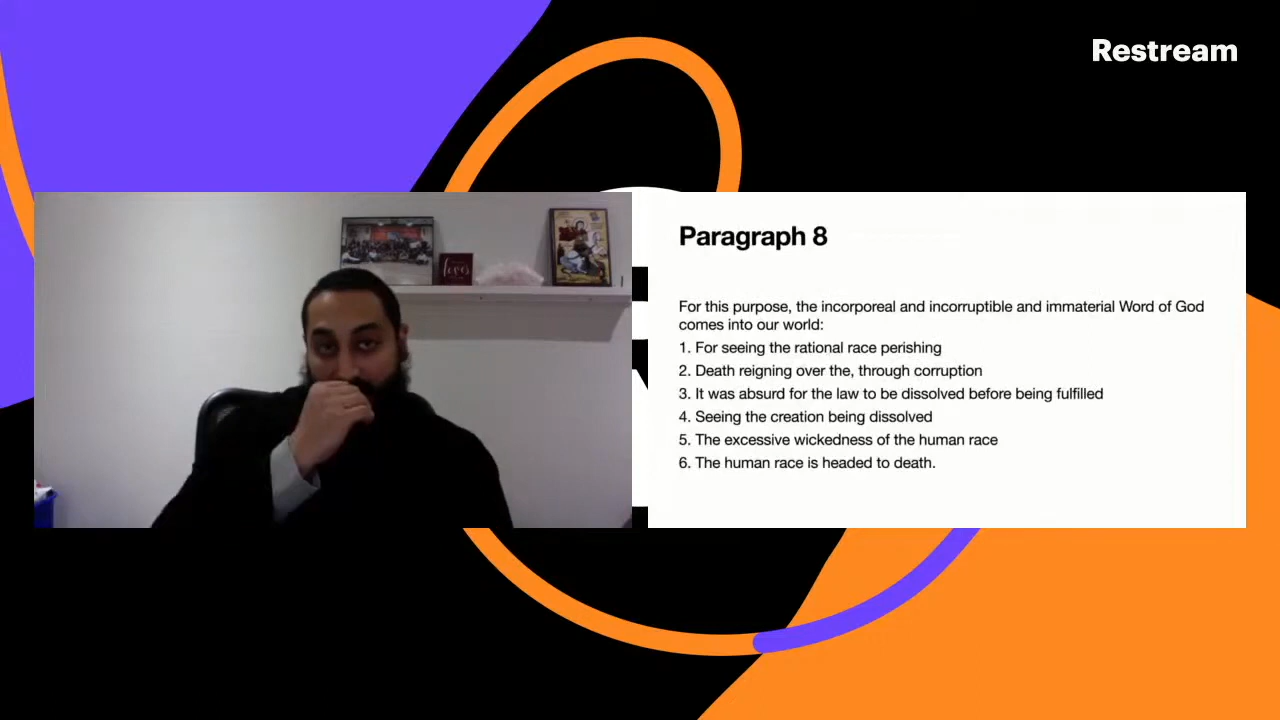 Restream
Paragraph 8
For this purpose, the incorporeal and incorruptible and immaterial Word of God
comes into our world:
1. For seeing the rational race perishing
2. Death reigning over the, through corruption
3. It was absurd for the law to be dissolved before being fulfilled
4. Seeing the creation being dissolved
5. The excessive wickedness of the human race
6. The human race is headed to death.
love